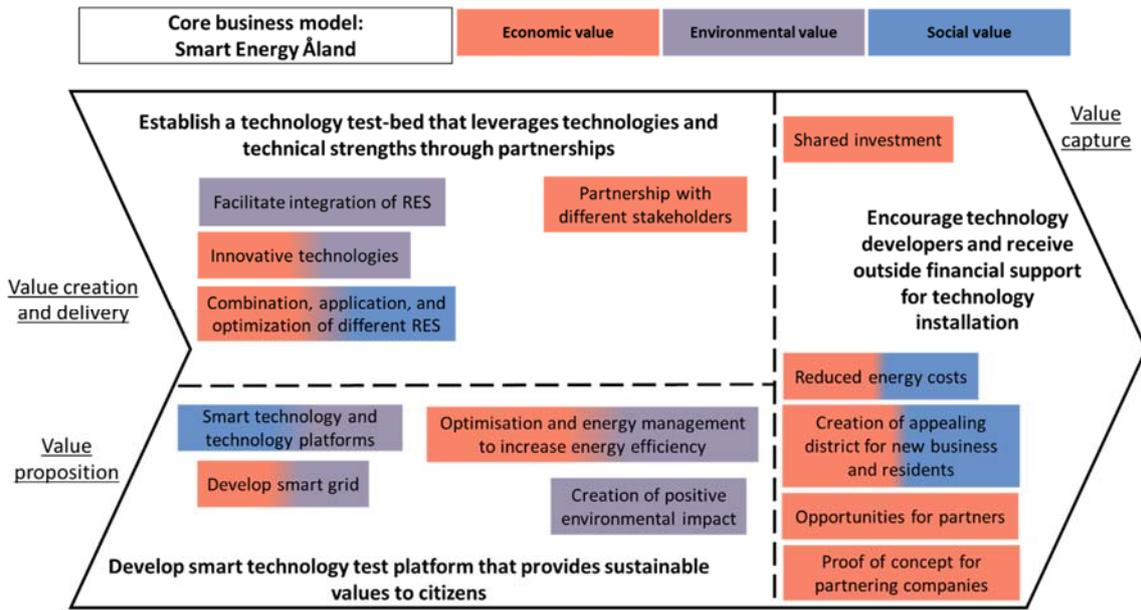 Core business model:
Smart Energy Åland
Economic value
Environmental value
Social value
Establish a technology test-bed that leverages technologies and
technical strengths through partnerships
Facilitate integration of RES
Innovative technologies
Combination, application, and
optimization of different RES
Partnership with
different stakeholders
Value creation
and delivery
Shared investment
Value
capture
Encourage technology
developers and receive
outside financial support
for technology
installation
Value
proposition
Smart technology and
technology platforms
Develop smart grid
Optimisation and energy management
to increase energy efficiency
Creation of positive
environmental impact
Develop smart technology test platform that provides sustainable
values to citizens
Reduced energy costs
Creation of appealing
district for new business
and residents
Opportunities for partners
Proof of concept for
partnering companies